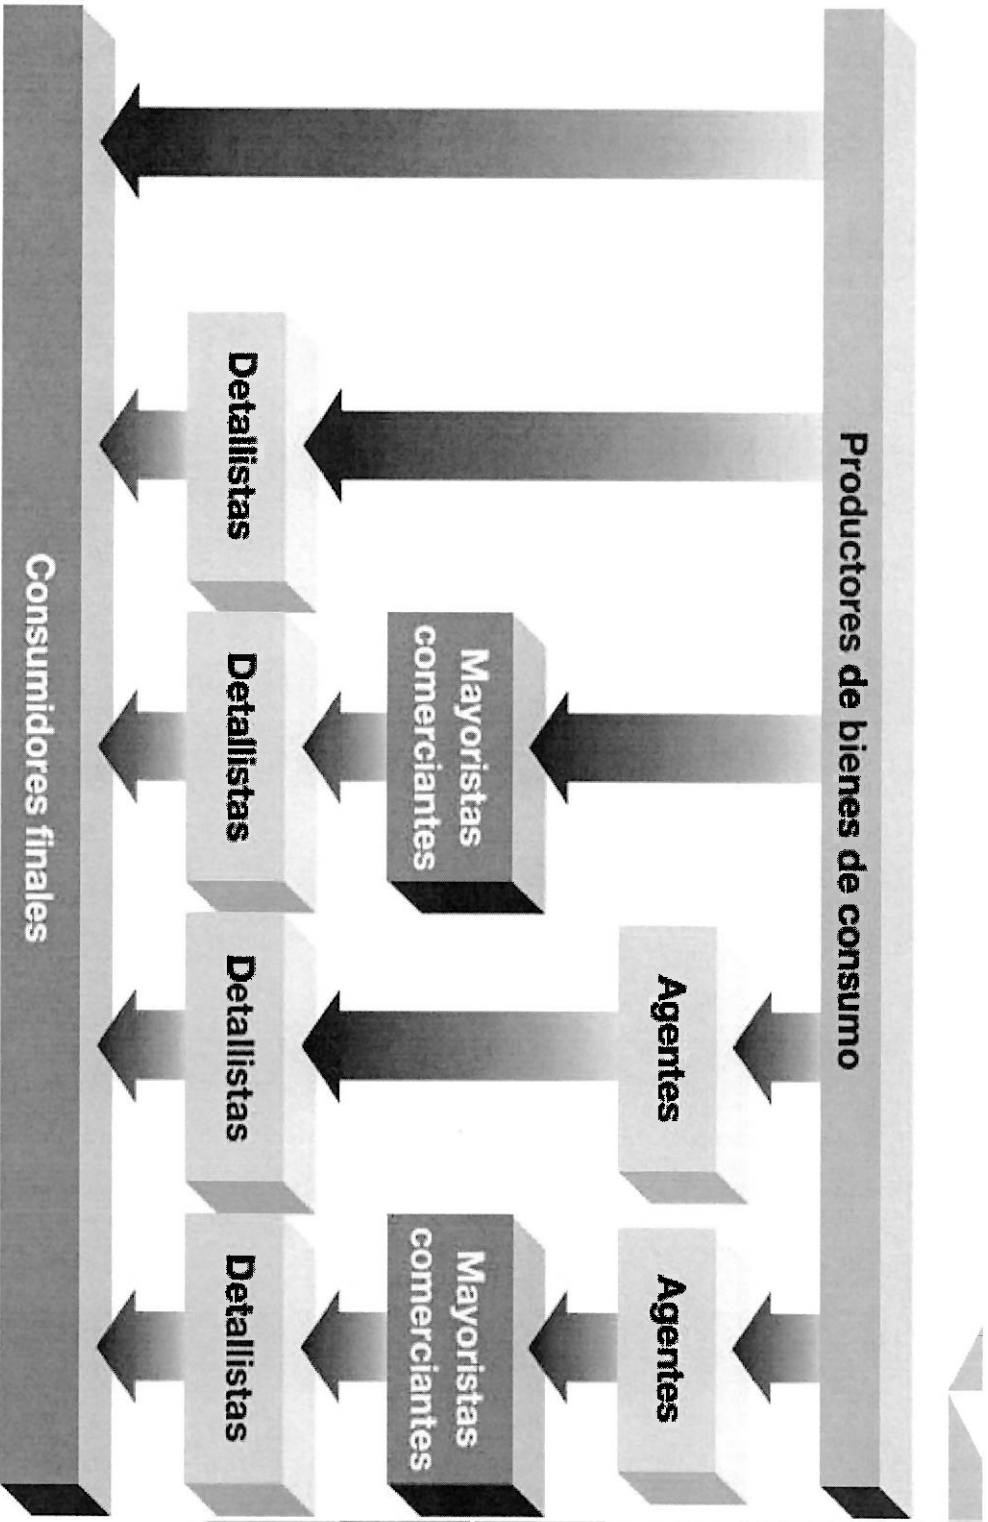 Productores de bienes de consumo
Agentes
Agentes
Mayoristas
comerciantes
Mayoristas
comerciantes
Detallistas
Detallistas
Detallistas
Detallistas
Consumidores finales